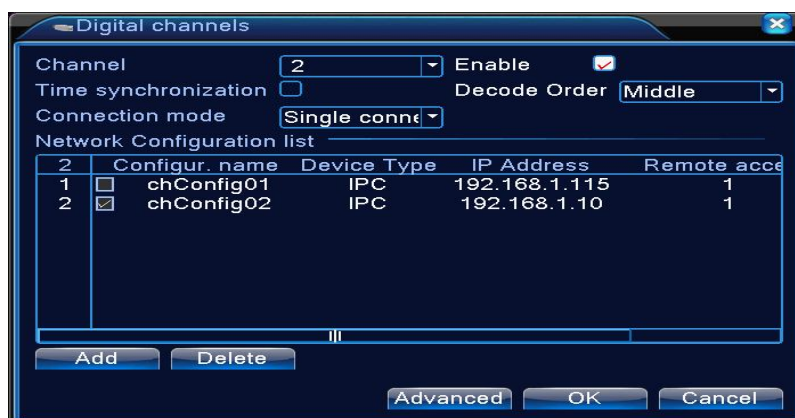 Digital channels
Channel 2 Enable
Time synchronization Decode Order Middle
Connection mode Single conne
Network Configuration list
2 Configur. name Device Type IP Address Remote acce
1 chConfig01 IPC 192.168.1.115 1
2 chConfig02 IPC 192.168.1.10 1
Add Delete
Advanced OK Cancel